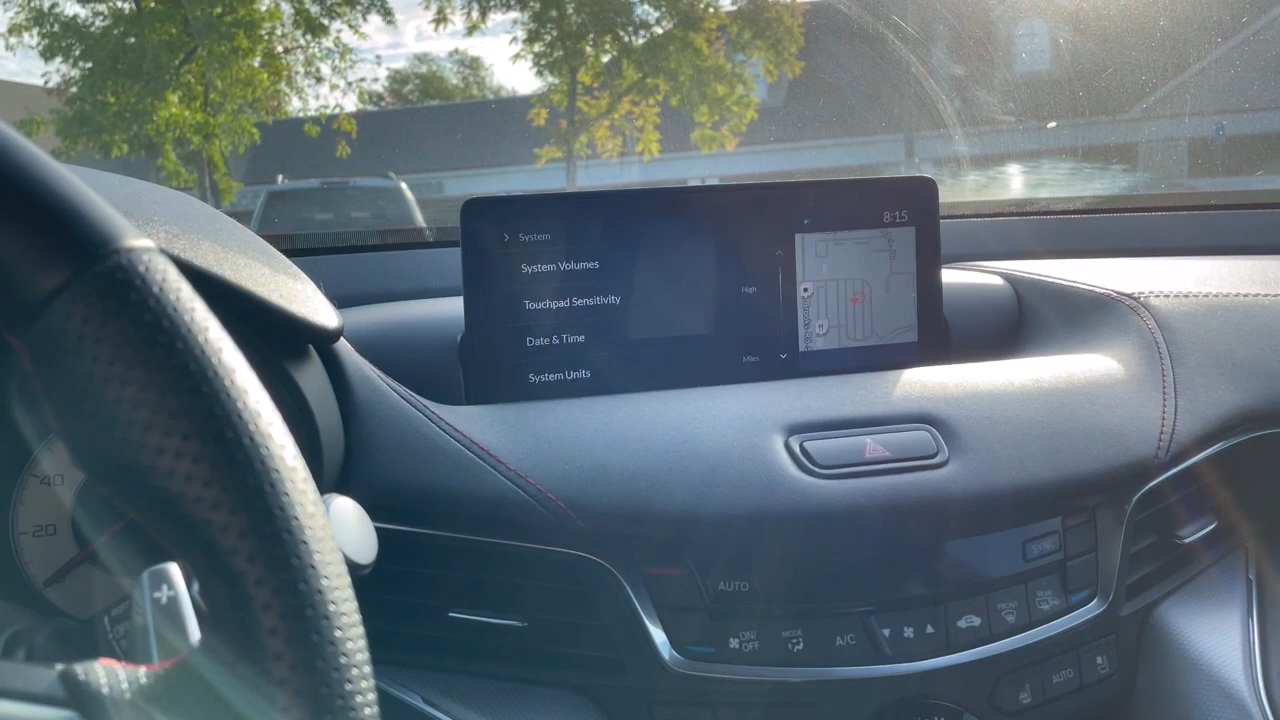 System
8:15
System Volumes
Touchpad Sensitivity
High
Date & Time
Miles
System Units
40
20
AUTO
ON/
OFF
MODE
A/C
FRONT
REAR
SYNC
AUTO